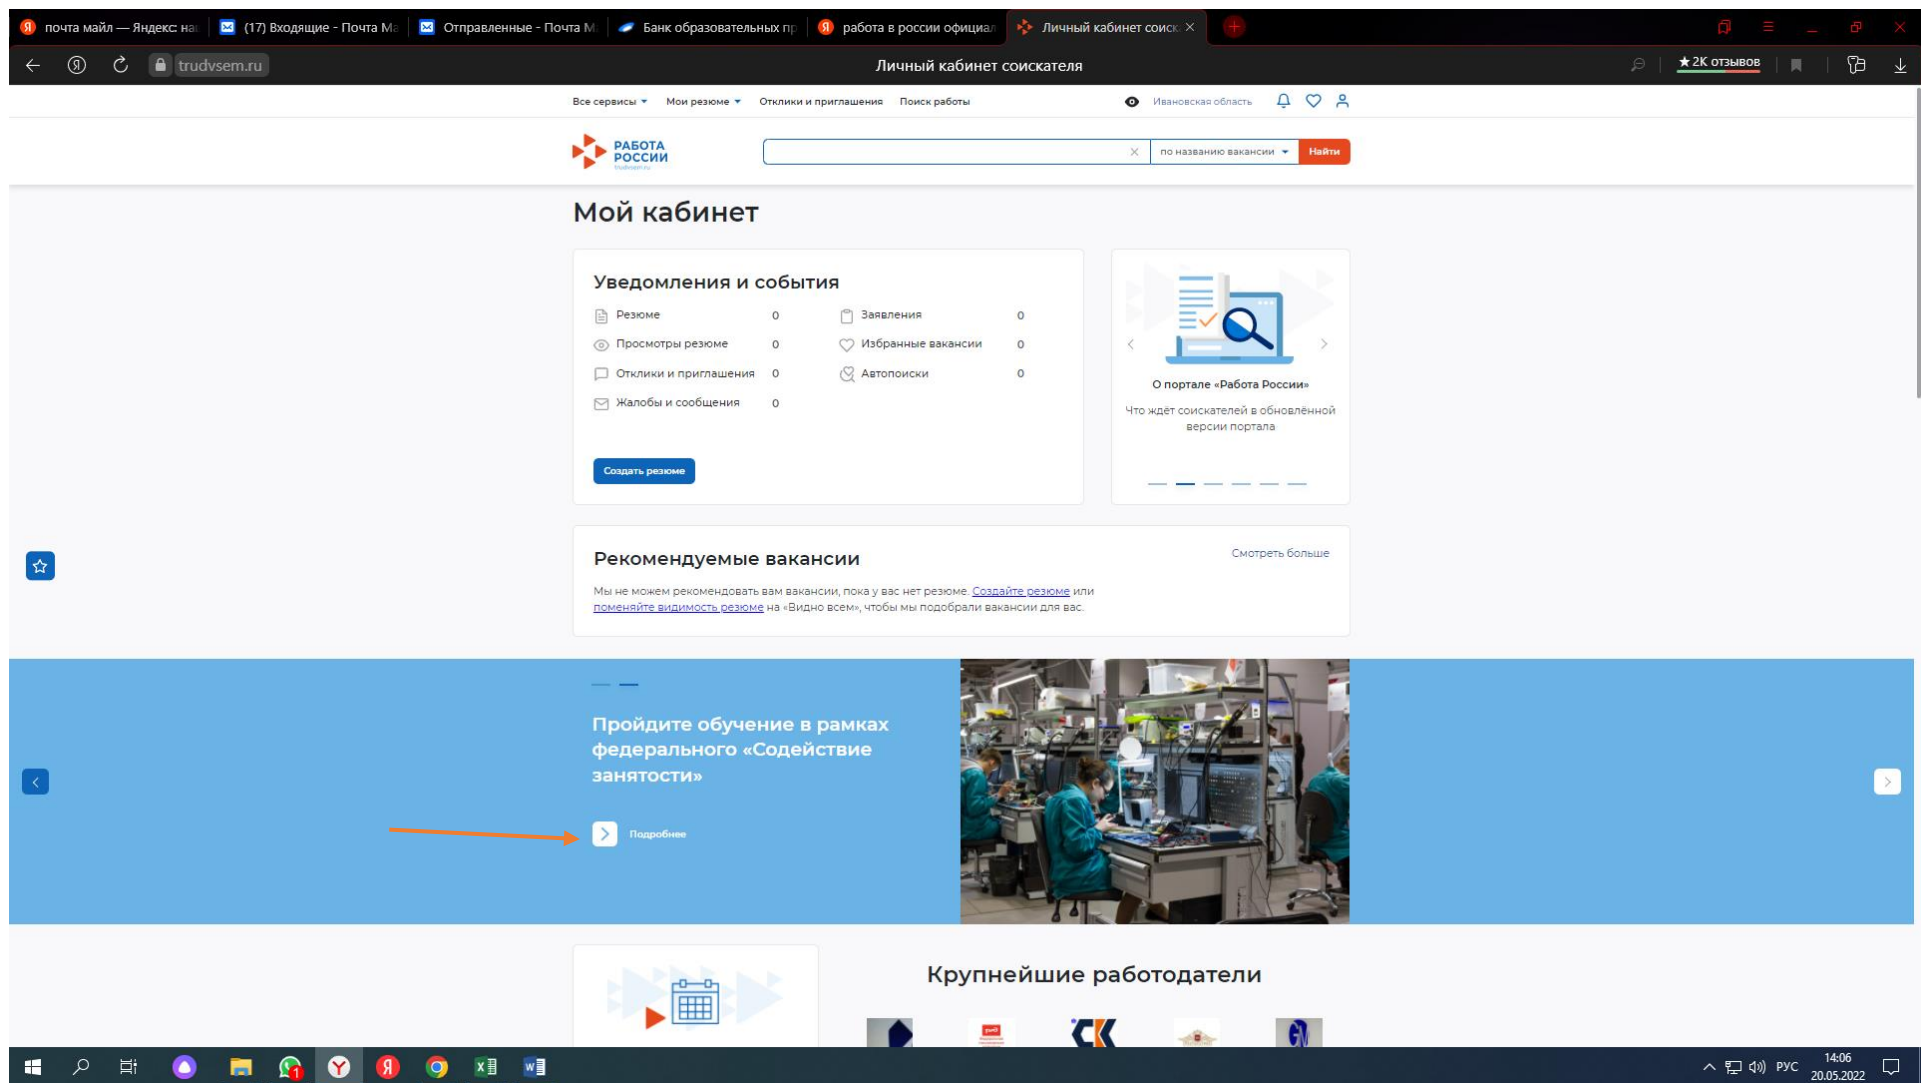 почта майл — Яндекс: на
(17) Входящие - Почта Ma
Отправленные - Почта M
Банк образовательных пр
работа в россии официал
Личный кабинет соиск
trudvsem.ru
Личный кабинет соискателя
★ 2K отзывов
Все сервисы
Мои резюме
Отклики и приглашения
Поиск работы
Ивановская область
РАБОТА
РОССИИ
trudvsem.ru
по названию вакансии
Найти
Мой кабинет
Уведомления и события
Резюме 0
Заявления 0
Просмотры резюме 0
Избранные вакансии 0
Отклики и приглашения 0
Автопоиски 0
Жалобы и сообщения 0
Создать резюме
О портале «Работа России»
Что ждёт соискателей в обновлённой
версии портала
Рекомендуемые вакансии
Смотреть больше
Мы не можем рекомендовать вам вакансии, пока у вас нет резюме. Создайте резюме или
поменяйте видимость резюме на «Видно всем», чтобы мы подобрали вакансии для вас.
Пройдите обучение в рамках
федерального «Содействие
занятости»
Подробнее
Крупнейшие работодатели
РУС
14:06
20.05.2022